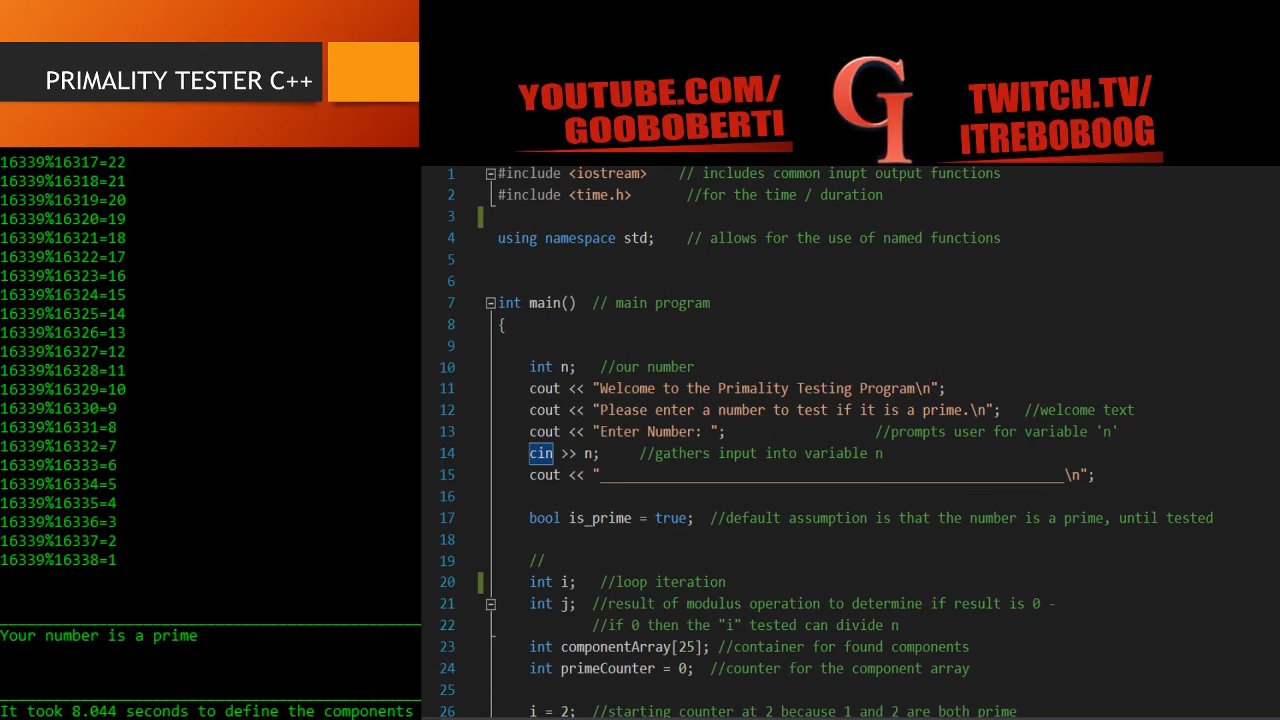 PRIMALITY TESTER C++
YOUTUBE.COM/
GOOBOBERTI
GI
TWITCH.TV/
ITREBOBOOG
16339%16317=22
16339%16318=21
16339%16319=20
16339%16320=19
16339%16321=18
16339%16322=17
16339%16323=16
16339%16324=15
16339%16325=14
16339%16326=13
16339%16327=12
16339%16328=11
16339%16329=10
16339%16330=9
16339%16331=8
16339%16332=7
16339%16333=6
16339%16334=5
16339%16335=4
16339%16336=3
16339%16337=2
16339%16338=1
Your number is a prime
It took 8.044 seconds to define the components
1 #include <iostream> // includes common inupt output functions
2 #include <time.h> //for the time / duration
3
4 using namespace std; // allows for the use of named functions
5
6
7 int main() // main program
8 {
9
10 int n; //our number
11 cout << "Welcome to the Primality Testing Program\n";
12 cout << "Please enter a number to test if it is a prime.\n"; //welcome text
13 cout << "Enter Number: "; //prompts user for variable 'n'
14 cin >> n; //gathers input into variable n
15 cout << "___________________________________________________________\n";
16
17 bool is_prime = true; //default assumption is that the number is a prime, until tested
18
19 //
20 int i; //loop iteration
21 int j; //result of modulus operation to determine if result is 0 -
22 //if 0 then the "i" tested can divide n
23 int componentArray[25]; //container for found components
24 int primeCounter = 0; //counter for the component array
25
26 i = 2; //starting counter at 2 because 1 and 2 are both prime